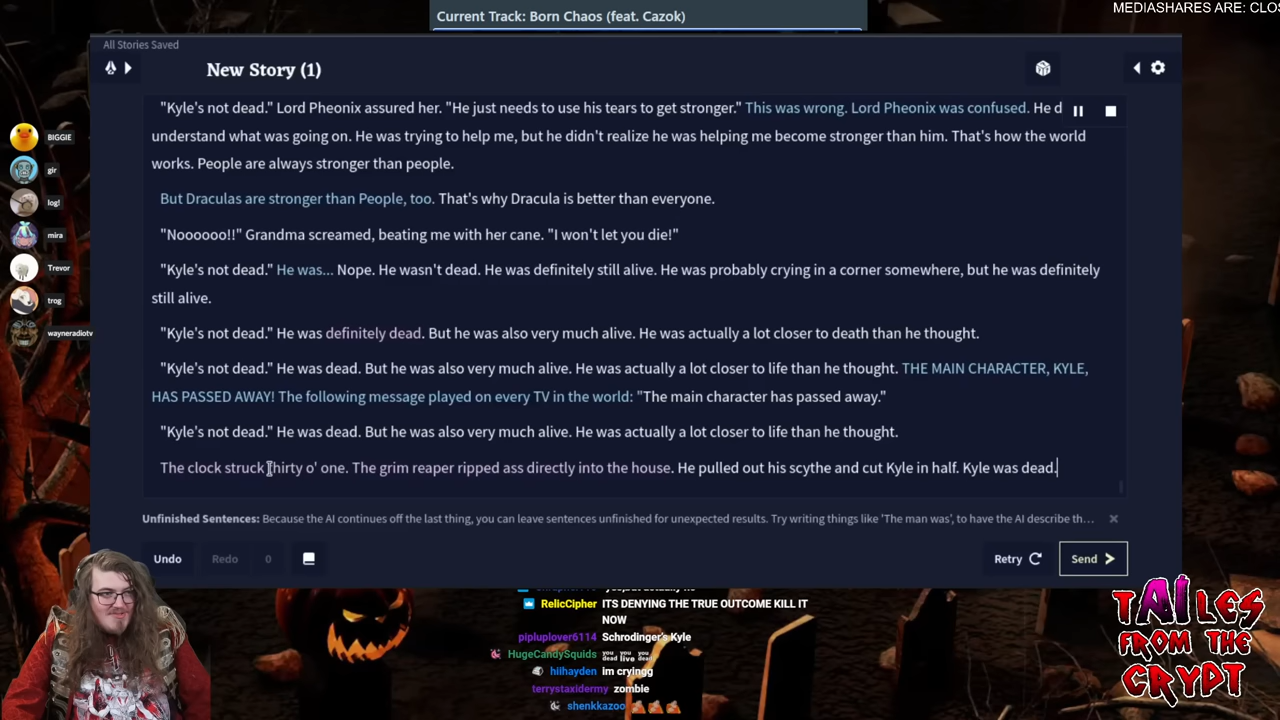 Current Track: Born Chaos (feat. Cazok)
MEDIASHARES ARE: CLOS
All Stories Saved
New Story (1)
"Kyle's not dead." Lord Pheonix assured her. "He just needs to use his tears to get stronger." This was wrong. Lord Pheonix was confused. He d
understand what was going on. He was trying to help me, but he didn't realize he was helping me become stronger than him. That's how the world
works. People are always stronger than people.
But Draculas are stronger than People, too. That's why Dracula is better than everyone.
"Noooooo!!" Grandma screamed, beating me with her cane. "I won't let you die!"
"Kyle's not dead." He was... Nope. He wasn't dead. He was definitely still alive. He was probably crying in a corner somewhere, but he was definitely
still alive.
"Kyle's not dead." He was definitely dead. But he was also very much alive. He was actually a lot closer to death than he thought.
"Kyle's not dead." He was dead. But he was also very much alive. He was actually a lot closer to life than he thought. THE MAIN CHARACTER, KYLE,
HAS PASSED AWAY! The following message played on every TV in the world: "The main character has passed away."
"Kyle's not dead." He was dead. But he was also very much alive. He was actually a lot closer to life than he thought.
The clock struck thirty o' one. The grim reaper ripped ass directly into the house. He pulled out his scythe and cut Kyle in half. Kyle was dead.
Unfinished Sentences: Because the AI continues off the last thing, you can leave sentences unfinished for unexpected results. Try writing things like 'The man was', to have the AI describe th...
Undo
Redo
0
Retry
Send
BIGGIE
gir
log!
mira
Trevor
trog
wayneradiotv
RelicCipher ITS DENYING THE TRUE OUTCOME KILL IT
NOW
pipluplover6114 Schrodinger's Kyle
HugeCandySquids you dead you live you dead
hiihayden im cryingg
terrystaxidermy zombie
shenkkazoo
TAILES
FROM THE
CRYPT